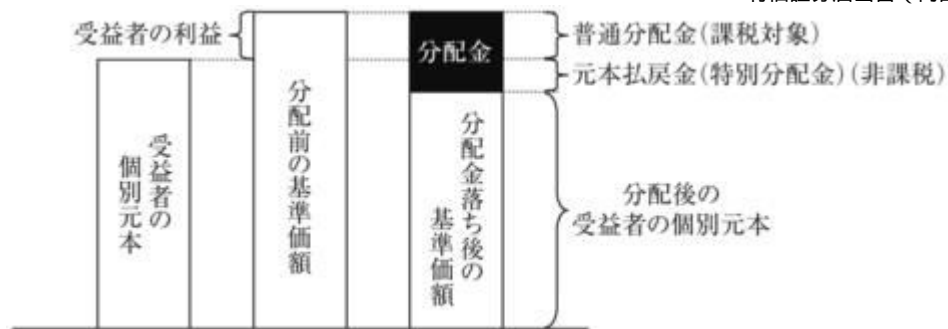 受益者の利益
分配金
普通分配金(課税対象)
元本払戻金(特別分配金)(非課税)
受益者の
個別元本
分配前の基準価額
分配金落ち後の
基準価額
分配後の
受益者の個別元本